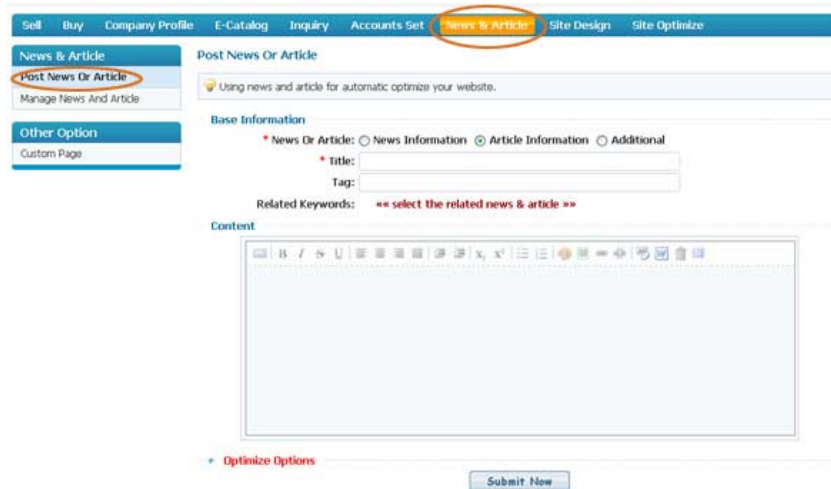 Sell Buy Company Profile E-Catalog Inquiry Accounts Set News & Article Site Design Site Optimize
News & Article
Post News Or Article
Manage News And Article
Other Option
Custom Page
Post News Or Article
Using news and article for automatic optimize your website.
Base Information
* News Or Article: News Information Article Information Additional
* Title:
Tag:
Related Keywords: «« select the related news & article »»
Content
B I S U
Optimize Options
Submit Now